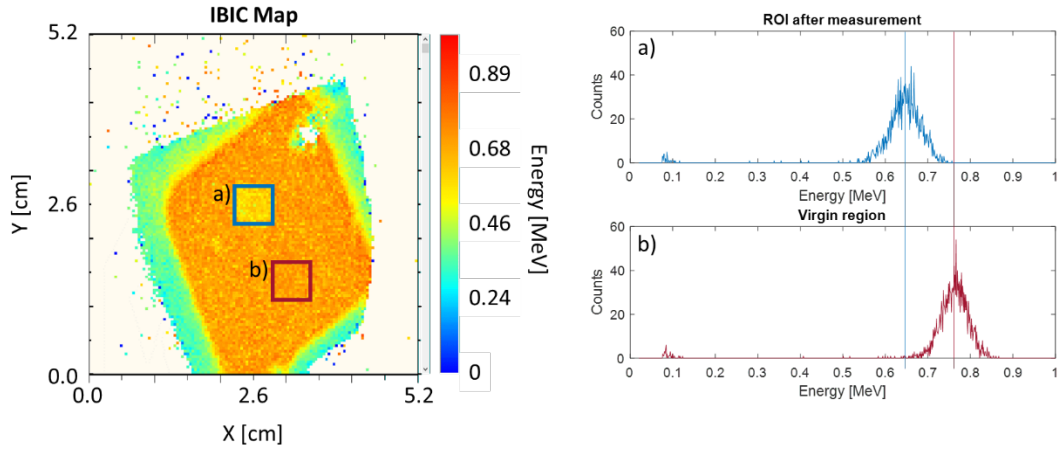 IBIC Map
5.2
2.6
0.0
Y [cm]
0.0
2.6
5.2
X [cm]
a)
b)
0.89
0.68
0.46
0.24
0
Energy [MeV]
ROI after measurement
a)
60
40
20
0
Counts
0 0.1 0.2 0.3 0.4 0.5 0.6 0.7 0.8 0.9 1
Energy [MeV]
Virgin region
b)
60
40
20
0
Counts
0 0.1 0.2 0.3 0.4 0.5 0.6 0.7 0.8 0.9 1
Energy [MeV]